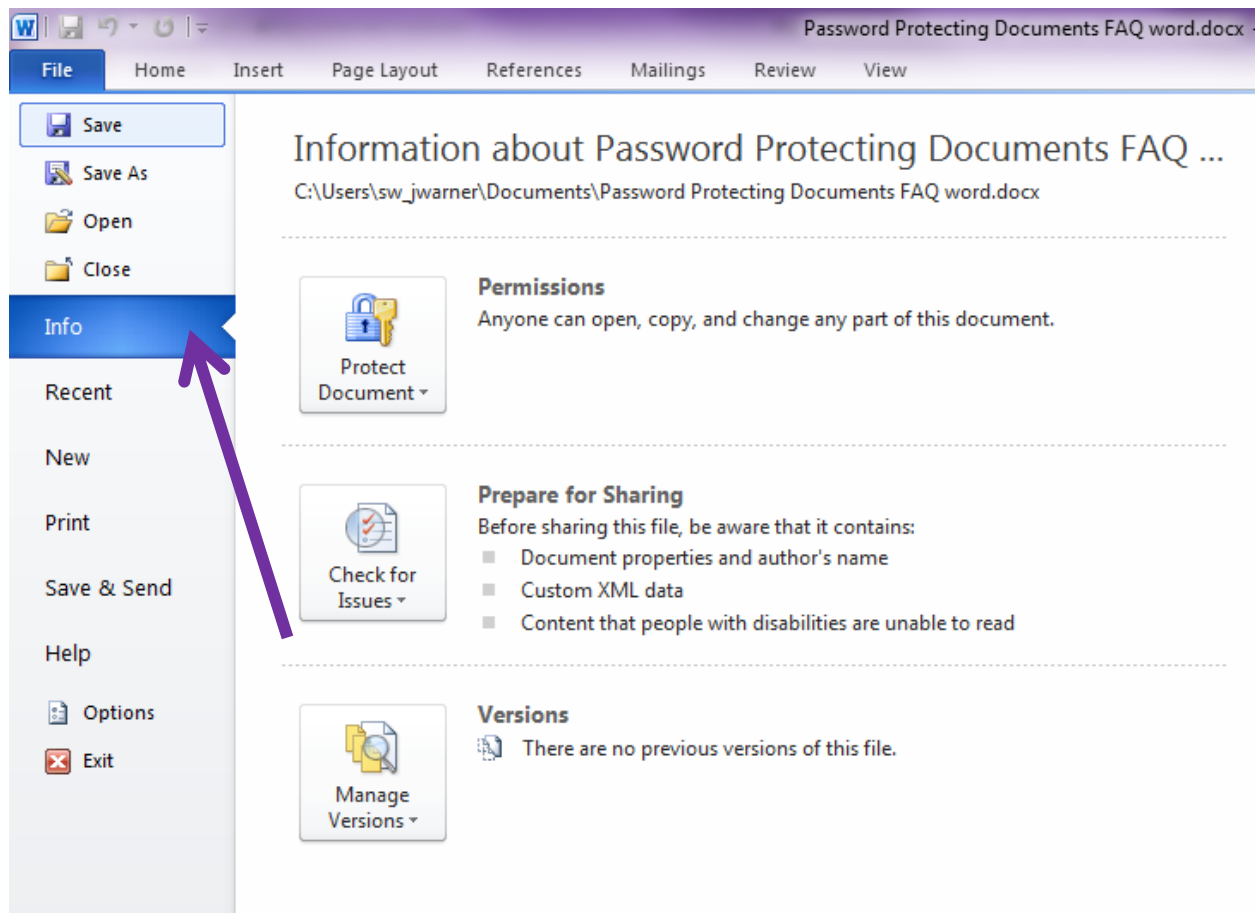 W
Password Protecting Documents FAQ word.docx -
File Home Insert Page Layout References Mailings Review View
Save
Save As
Open
Close
Info
Recent
New
Print
Save & Send
Help
Options
Exit
Information about Password Protecting Documents FAQ ...
C:\Users\sw_jwarner\Documents\Password Protecting Documents FAQ word.docx
Protect
Document
Permissions
Anyone can open, copy, and change any part of this document.
Check for
Issues
Prepare for Sharing
Before sharing this file, be aware that it contains:
Document properties and author's name
Custom XML data
Content that people with disabilities are unable to read
Manage
Versions
Versions
There are no previous versions of this file.